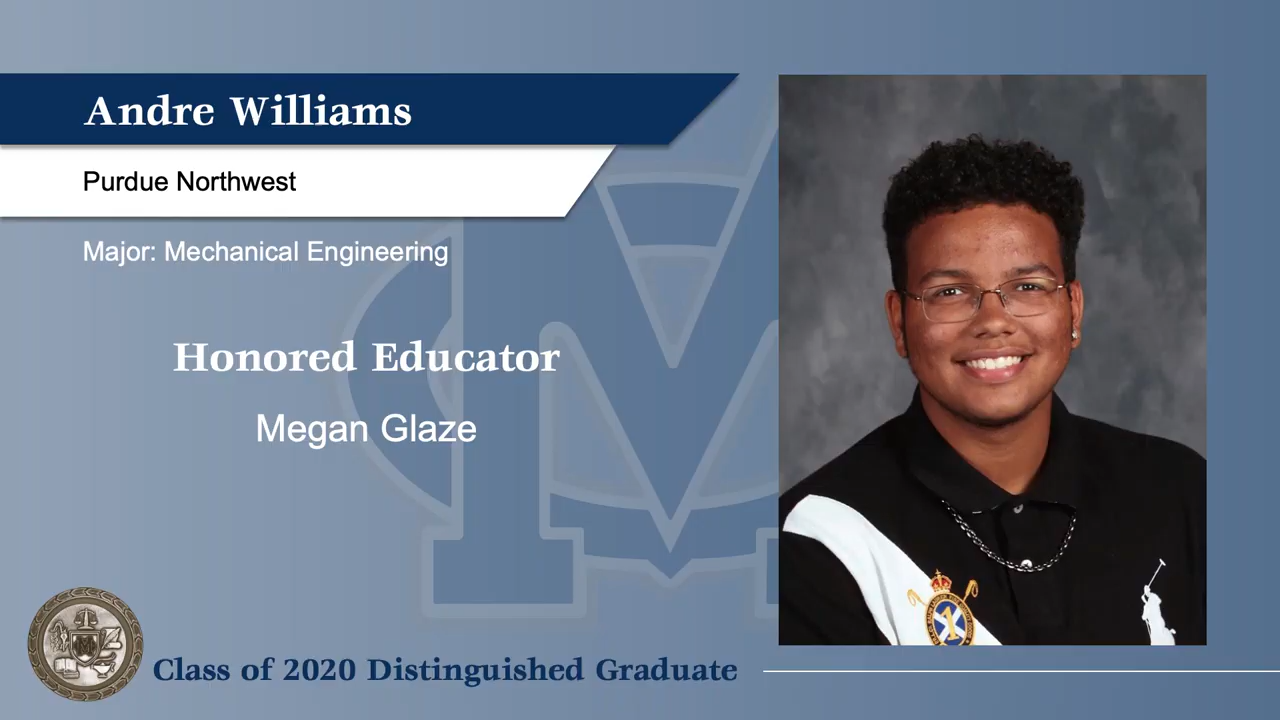 Andre Williams
Purdue Northwest
Major: Mechanical Engineering
Honored Educator
Megan Glaze
Class of 2020 Distinguished Graduate